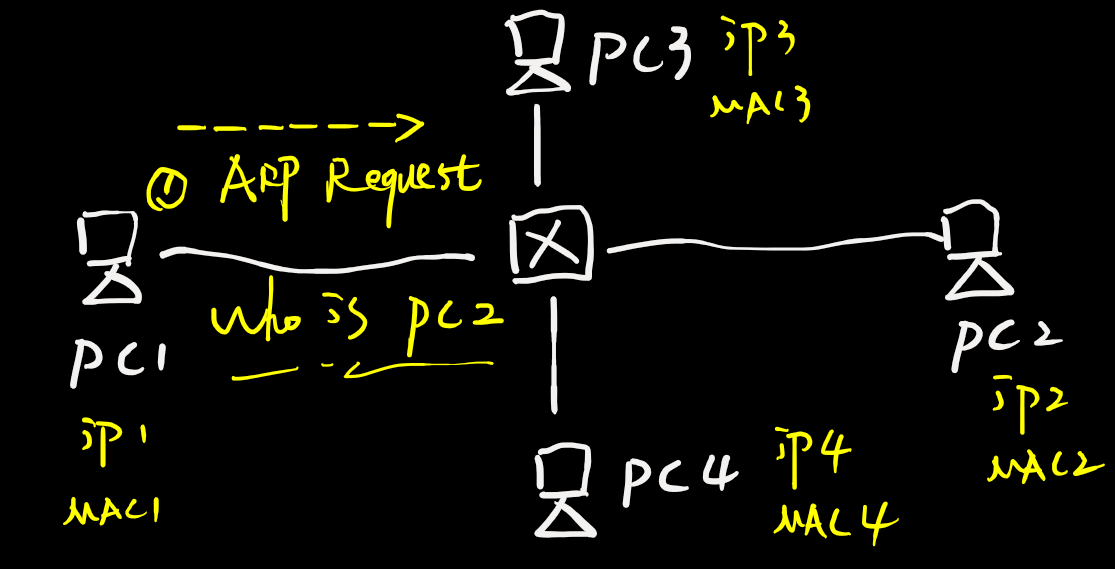 PC3
ip3
MAC3
① ARP Request
who is PC2
PC1
ip1
MAC1
PC2
ip2
MAC2
PC4
ip4
MAC4